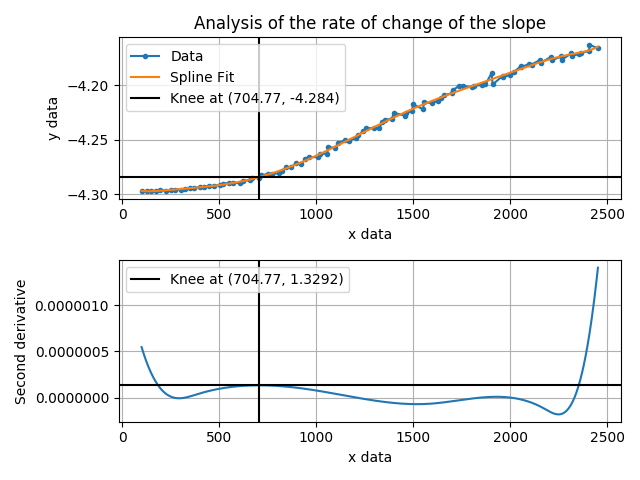 Analysis of the rate of change of the slope
Data
Spline Fit
Knee at (704.77, -4.284)
y data
−4.20
−4.25
−4.30
0 500 1000 1500 2000 2500
x data
Knee at (704.77, 1.3292)
Second derivative
0.0000010
0.0000005
0.0000000
0 500 1000 1500 2000 2500
x data